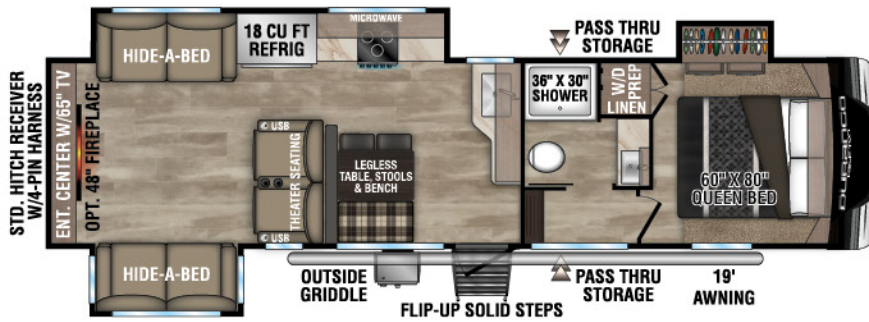 MICROWAVE
PASS THRU
STORAGE
HIDE-A-BED
18 CU FT
REFRIG
36" X 30"
SHOWER
W/D
PREP
LINEN
STD. HITCH RECEIVER
W/4-PIN HARNESS
ENT. CENTER W/65" TV
OPT. 48" FIREPLACE
USB
THEATER SEATING
USB
LEGLESS
TABLE, STOOLS
& BENCH
60" X 80"
QUEEN BED
DURANGO
HIDE-A-BED
OUTSIDE
GRIDDLE
FLIP-UP SOLID STEPS
PASS THRU
STORAGE
19'
AWNING